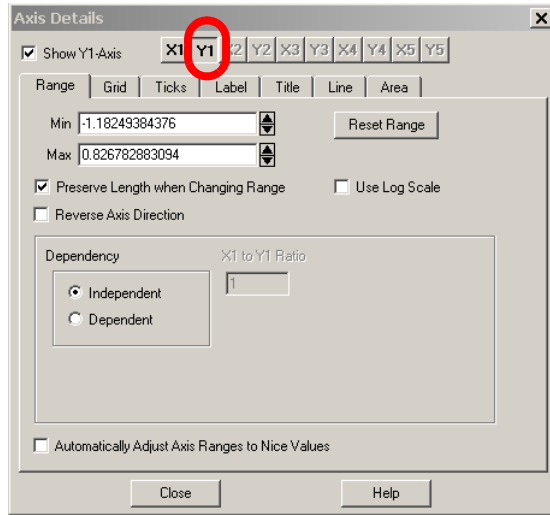 Axis Details
Show Y1-Axis X1 Y1 X2 Y2 X3 Y3 X4 Y4 X5 Y5
Range Grid Ticks Label Title Line Area
Min -1.18249384376 Reset Range
Max 0.826782883094
Preserve Length when Changing Range Use Log Scale
Reverse Axis Direction
Dependency X1 to Y1 Ratio
Independent 1
Dependent
Automatically Adjust Axis Ranges to Nice Values
Close Help